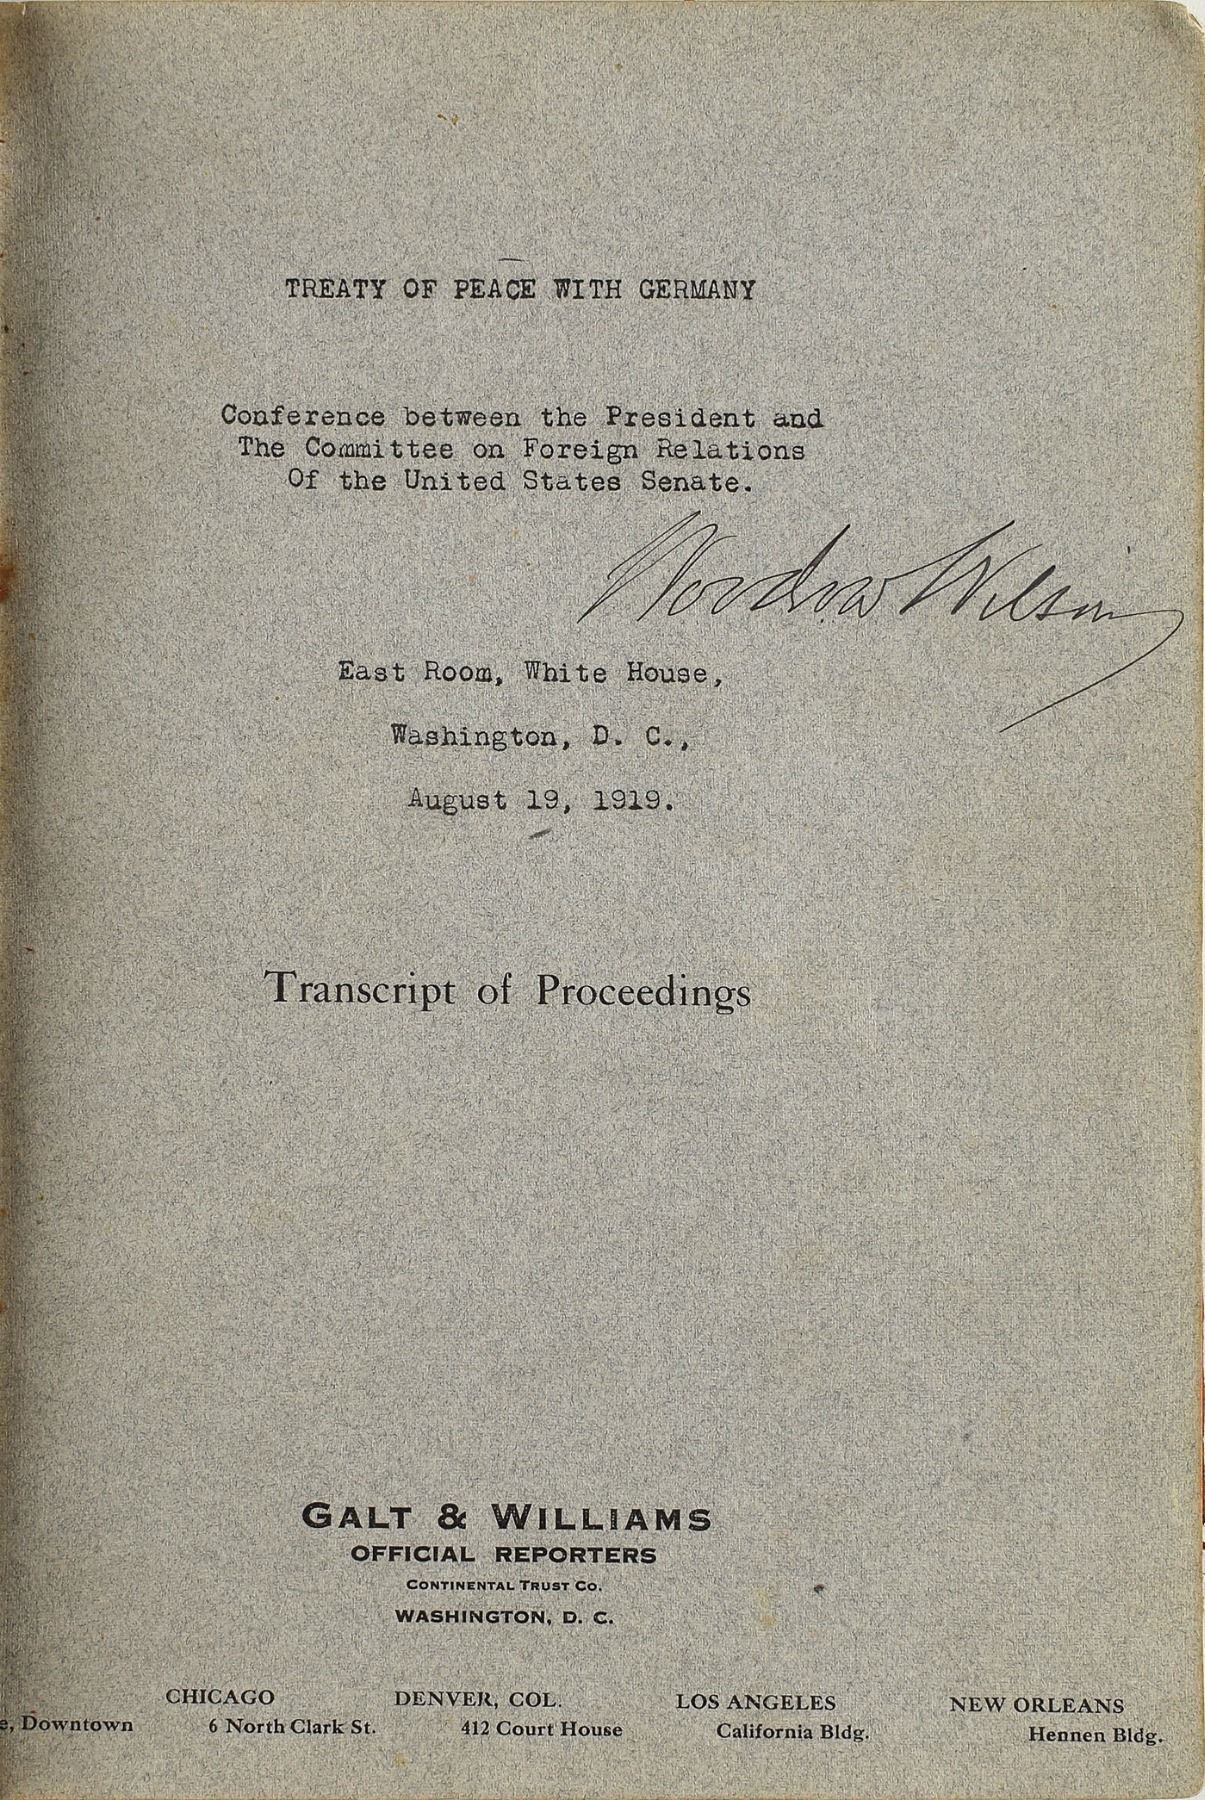 TREATY OF PEACE WITH GERMANY
Conference between the President and
The Committee on Foreign Relations
Of the United States Senate.
Woodrow Wilson
East Room, White House,
Washington, D. C.,
August 19, 1919.
Transcript of Proceedings
GALT & WILLIAMS
OFFICIAL REPORTERS
CONTINENTAL TRUST CO.
WASHINGTON, D. C.
CHICAGO DENVER, COL. LOS ANGELES NEW ORLEANS
Downtown 6 North Clark St. 412 Court House California Bldg. Hennen Bldg.